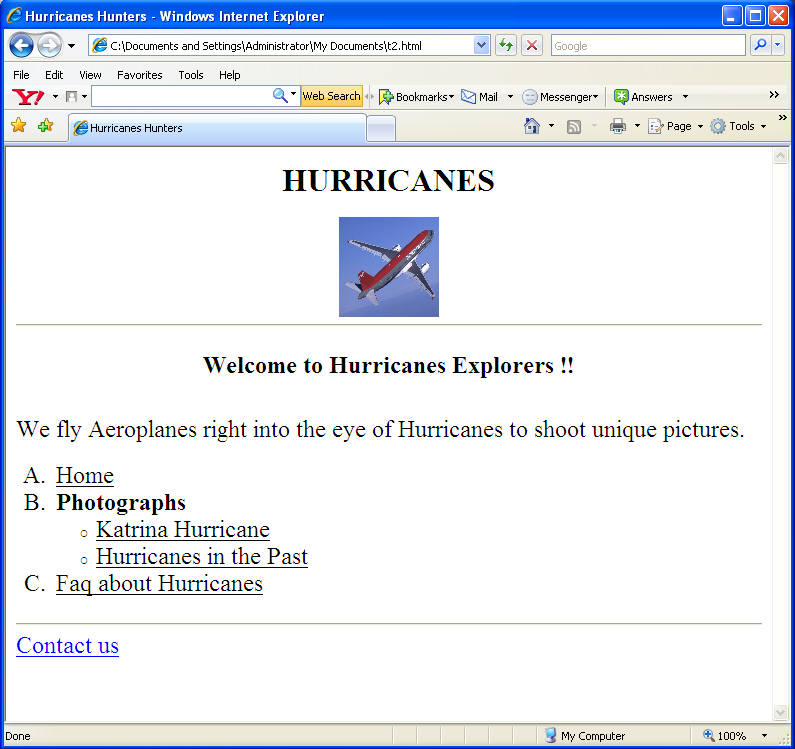 Hurricanes Hunters - Windows Internet Explorer
C:\Documents and Settings\Administrator\My Documents\t2.html
Google
File Edit View Favorites Tools Help
Y! Web Search Bookmarks Mail Messenger Answers
Hurricanes Hunters Page Tools
HURRICANES
Welcome to Hurricanes Explorers !!
We fly Aeroplanes right into the eye of Hurricanes to shoot unique pictures.
A. Home
B. Photographs
Katrina Hurricane
Hurricanes in the Past
C. Faq about Hurricanes
Contact us
Done My Computer 100%